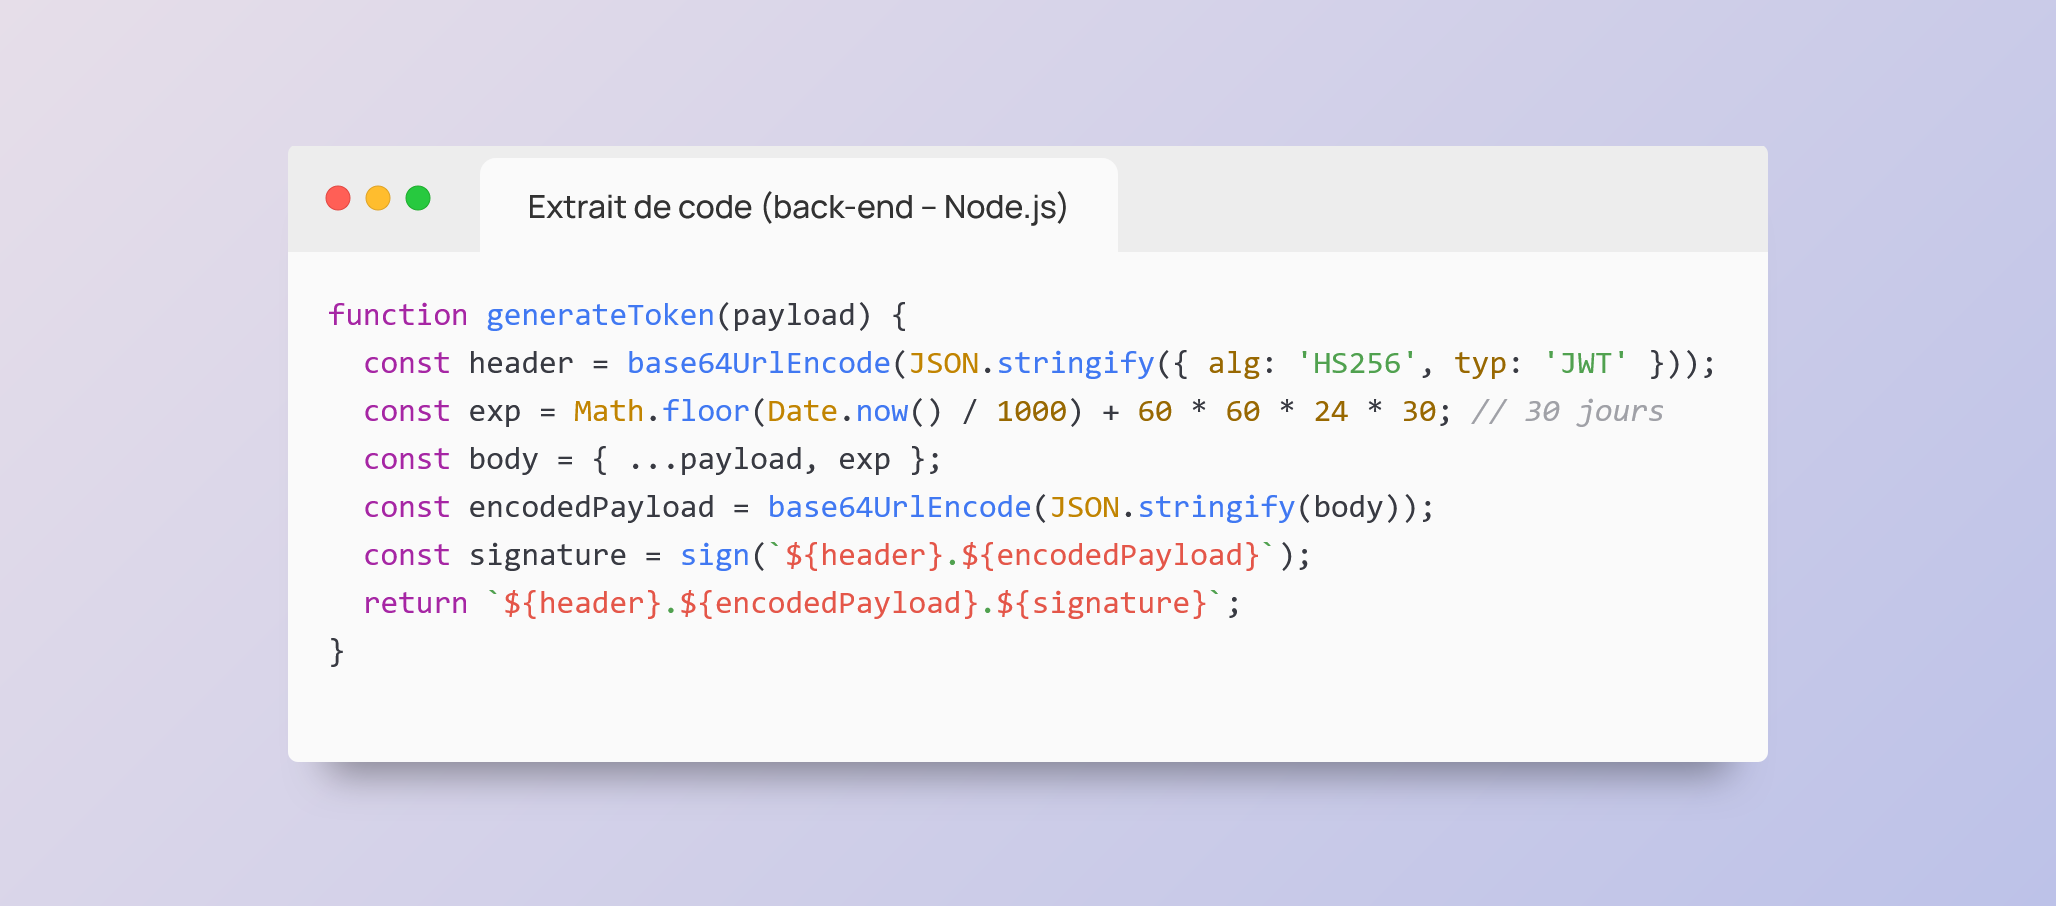 Extrait de code (back-end – Node.js)
function generateToken(payload) {
  const header = base64UrlEncode(JSON.stringify({ alg: 'HS256', typ: 'JWT' }));
  const exp = Math.floor(Date.now() / 1000) + 60 * 60 * 24 * 30; // 30 jours
  const body = { ...payload, exp };
  const encodedPayload = base64UrlEncode(JSON.stringify(body));
  const signature = sign(`${header}.${encodedPayload}`);
  return `${header}.${encodedPayload}.${signature}`;
}